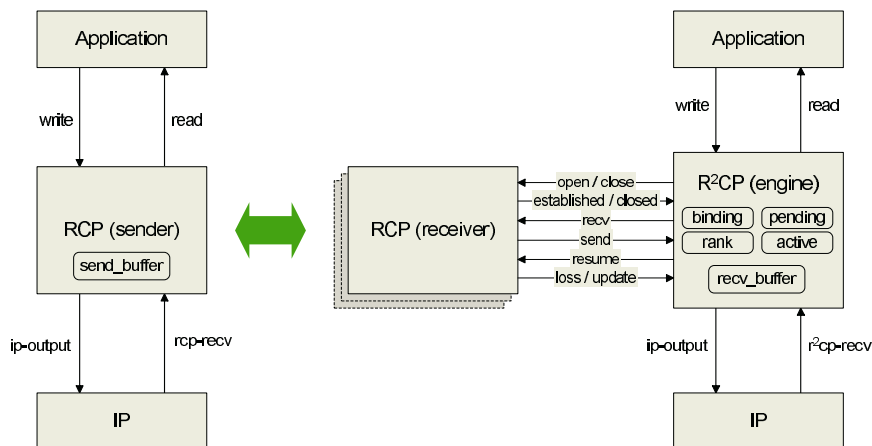 Application
write
read
RCP (sender)
send_buffer
ip-output
rcp-recv
IP
RCP (receiver)
open / close
established / closed
recv
send
resume
loss / update
Application
write
read
R²CP (engine)
binding
pending
rank
active
recv_buffer
ip-output
r²cp-recv
IP